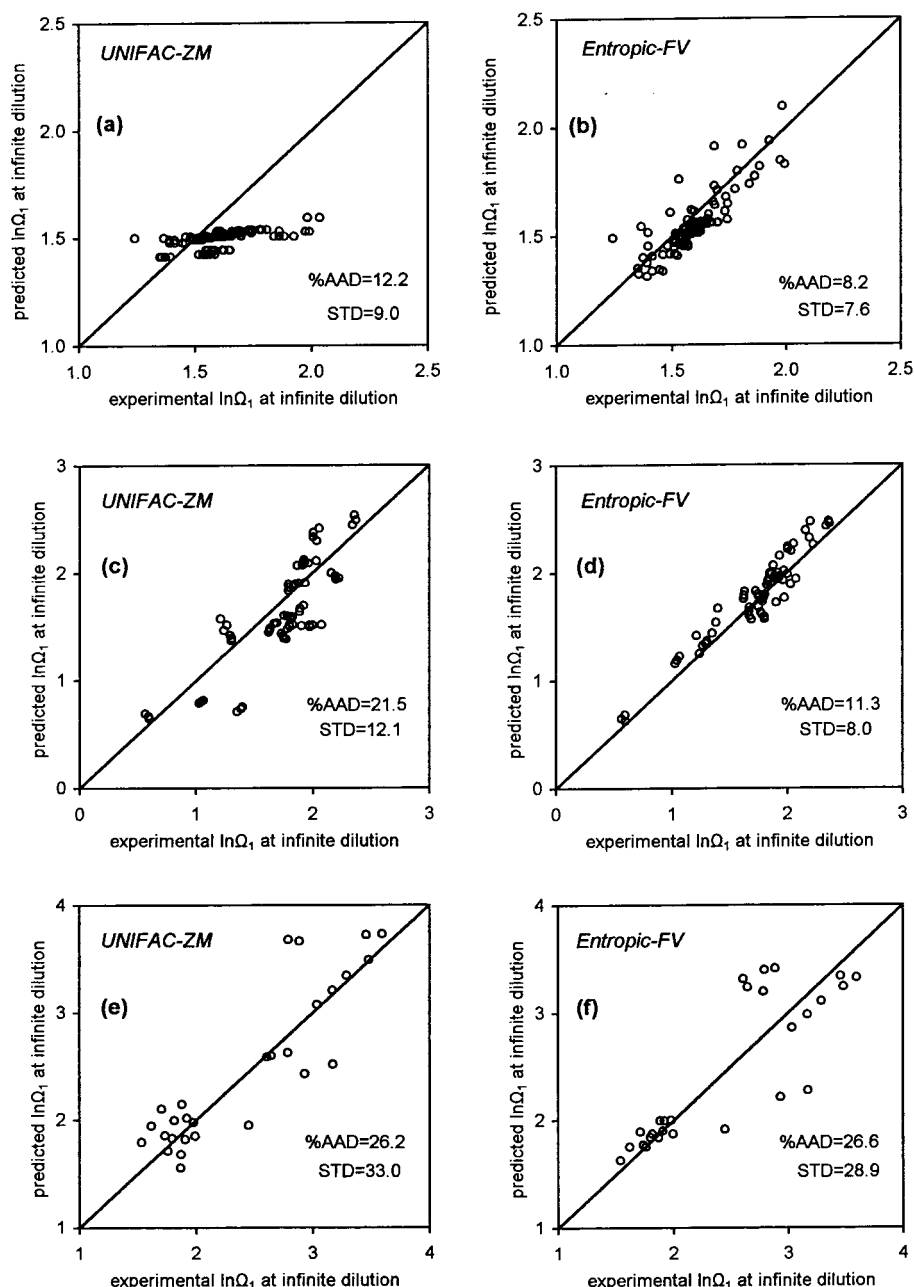 UNIFAC-ZM
(a)
predicted lnΩ₁ at infinite dilution
2.5
2.0
1.5
1.0
%AAD=12.2
STD=9.0
1.0
1.5
2.0
2.5
experimental lnΩ₁ at infinite dilution
Entropic-FV
(b)
predicted lnΩ₁ at infinite dilution
2.5
2.0
1.5
1.0
%AAD=8.2
STD=7.6
1.0
1.5
2.0
2.5
experimental lnΩ₁ at infinite dilution
UNIFAC-ZM
(c)
predicted lnΩ₁ at infinite dilution
3
2
1
0
%AAD=21.5
STD=12.1
0
1
2
3
experimental lnΩ₁ at infinite dilution
Entropic-FV
(d)
predicted lnΩ₁ at infinite dilution
3
2
1
0
%AAD=11.3
STD=8.0
0
1
2
3
experimental lnΩ₁ at infinite dilution
UNIFAC-ZM
(e)
predicted lnΩ₁ at infinite dilution
4
3
2
1
%AAD=26.2
STD=33.0
1
2
3
4
experimental lnΩ₁ at infinite dilution
Entropic-FV
(f)
predicted lnΩ₁ at infinite dilution
4
3
2
1
%AAD=26.6
STD=28.9
1
2
3
4
experimental lnΩ₁ at infinite dilution